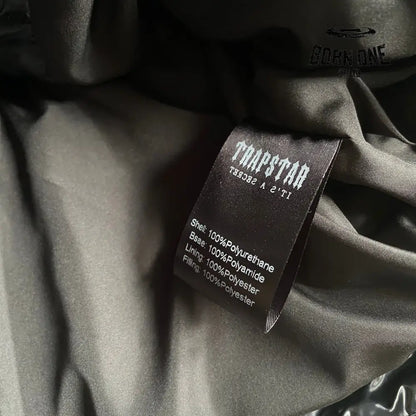 BORN ONE
TRAPSTAR
IT'S A SECRET
Shell: 100%Polyurethane
Base: 100%Polyamide
Lining: 100%Polyester
Filling: 100%Polyester